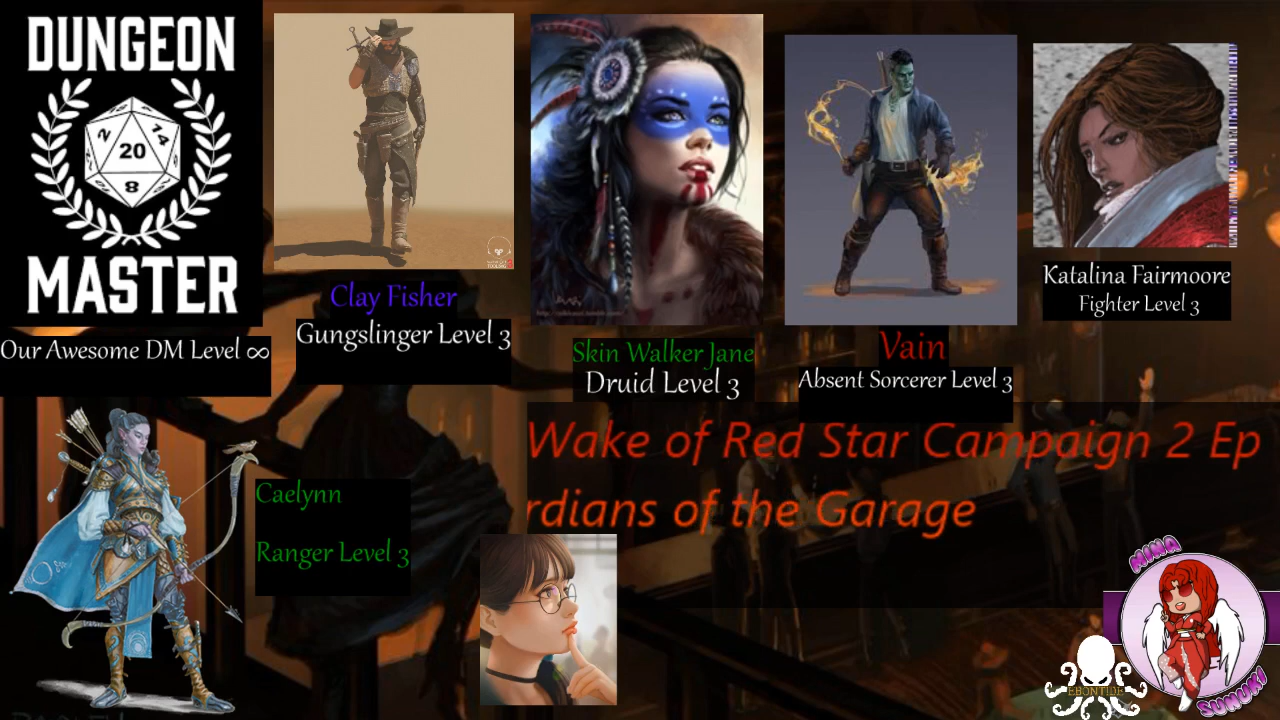 DUNGEON
2
14
20
8
MASTER
Our Awesome DM Level ∞
Clay Fisher
Gungslinger Level 3
Skin Walker Jane
Druid Level 3
Vain
Absent Sorcerer Level 3
Katalina Fairmoore
Fighter Level 3
Caelynn
Ranger Level 3
Wake of Red Star Campaign 2 Ep
rdians of the Garage
MINA
SUNUKI
EBONTIDE